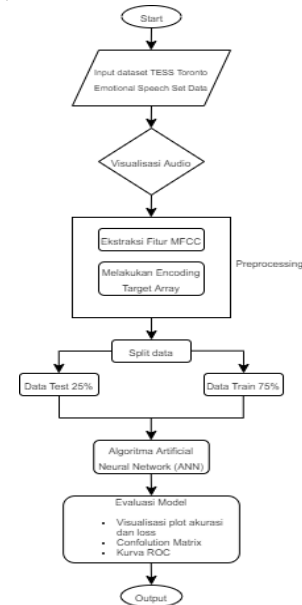 Start
Input dataset TESS Toronto
Emotional Speech Set Data
Visualisasi Audio
Ekstraksi Fitur MFCC
Melakukan Encoding
Target Array
Preprocessing
Split data
Data Test 25%
Data Train 75%
Algoritma Artificial
Neural Network (ANN)
Evaluasi Model
• Visualisasi plot akurasi
dan loss
• Confolution Matrix
• Kurva ROC
Output